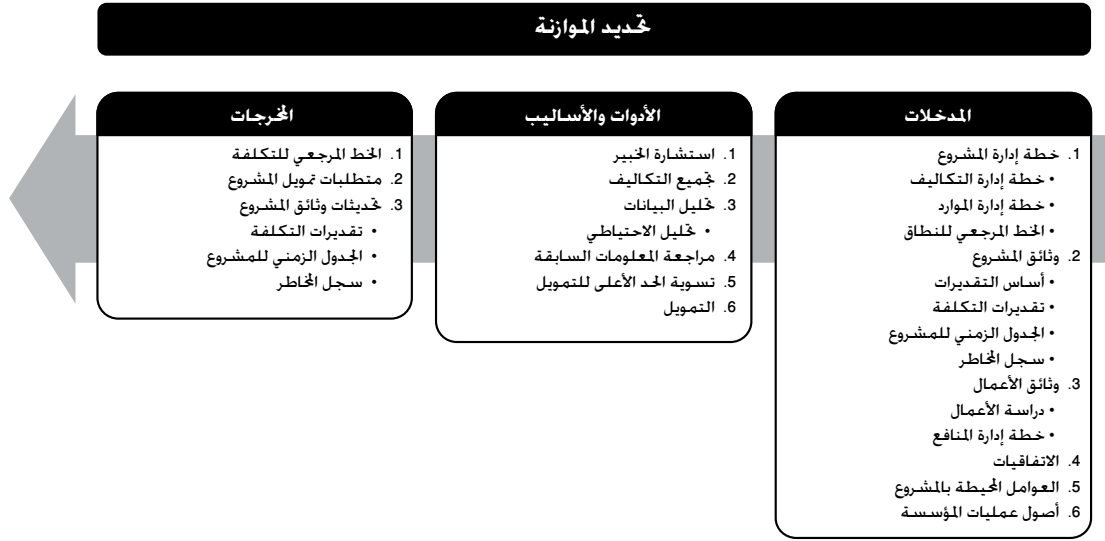 تحديد الموازنة
المدخلات
1. خطة إدارة المشروع
• خطة إدارة التكاليف
• خطة إدارة الموارد
• الخط المرجعي للنطاق
2. وثائق المشروع
• أساس التقديرات
• تقديرات التكلفة
• الجدول الزمني للمشروع
• سجل المخاطر
3. وثائق الأعمال
• دراسة الأعمال
• خطة إدارة المنافع
4. الاتفاقيات
5. العوامل المحيطة بالمشروع
6. أصول عمليات المؤسسة
الأدوات والأساليب
1. استشارة الخبير
2. تجميع التكاليف
3. تحليل البيانات
• تحليل الاحتياطي
4. مراجعة المعلومات السابقة
5. تسوية الحد الأعلى للتمويل
6. التمويل
المخرجات
1. الخط المرجعي للتكلفة
2. متطلبات تمويل المشروع
3. تحديثات وثائق المشروع
• تقديرات التكلفة
• الجدول الزمني للمشروع
• سجل المخاطر